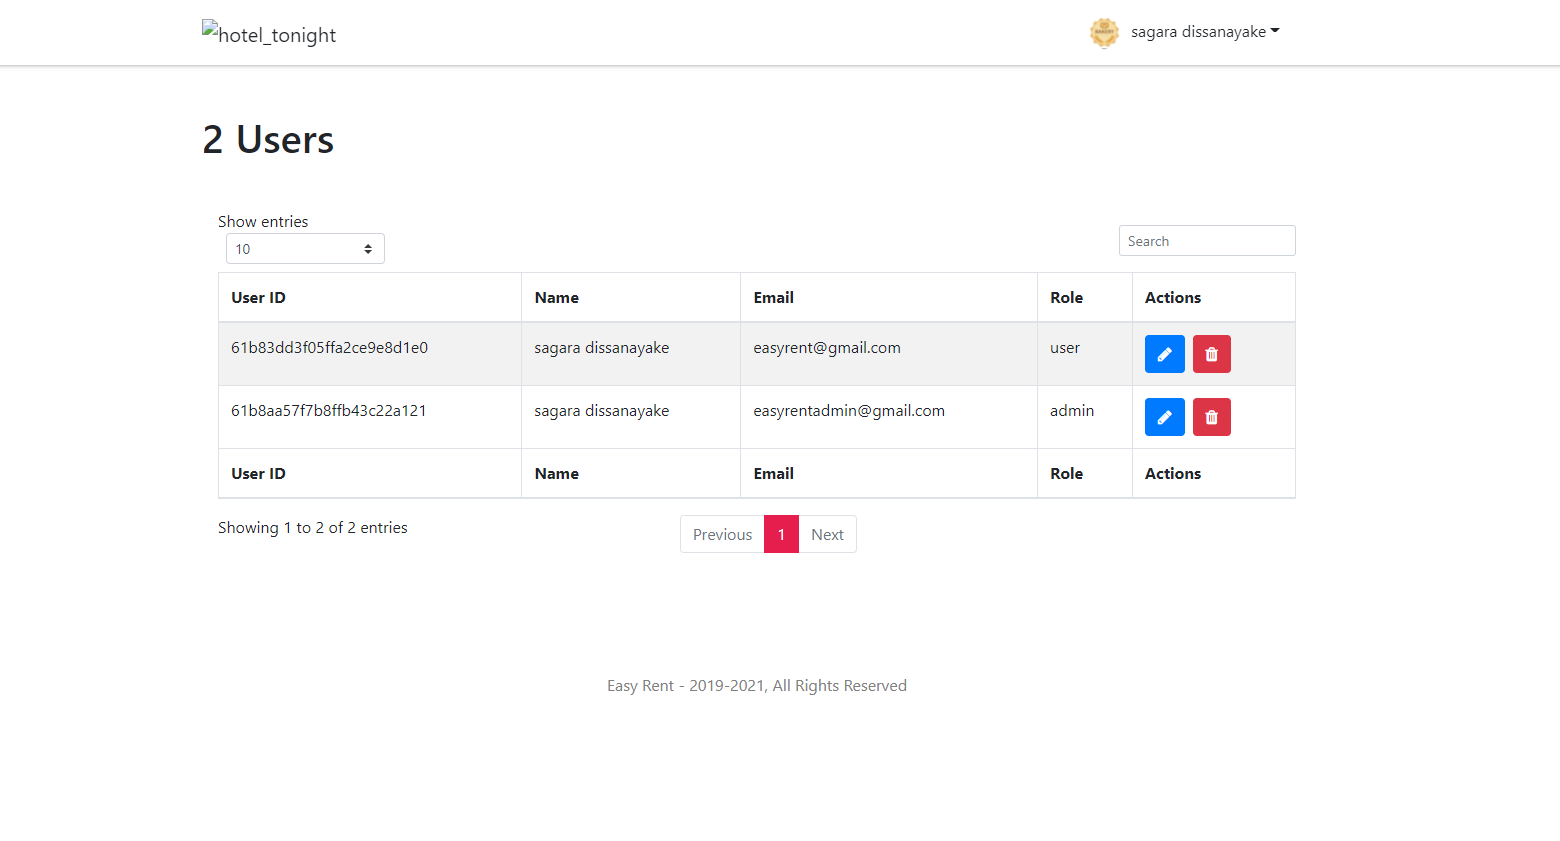 hotel_tonight
sagara dissanayake
2 Users
Show entries
10
Search
User ID Name Email Role Actions
61b83dd3f05ffa2ce9e8d1e0 sagara dissanayake easyrent@gmail.com user
61b8aa57f7b8ffb43c22a121 sagara dissanayake easyrentadmin@gmail.com admin
User ID Name Email Role Actions
Showing 1 to 2 of 2 entries
Previous 1 Next
Easy Rent - 2019-2021, All Rights Reserved